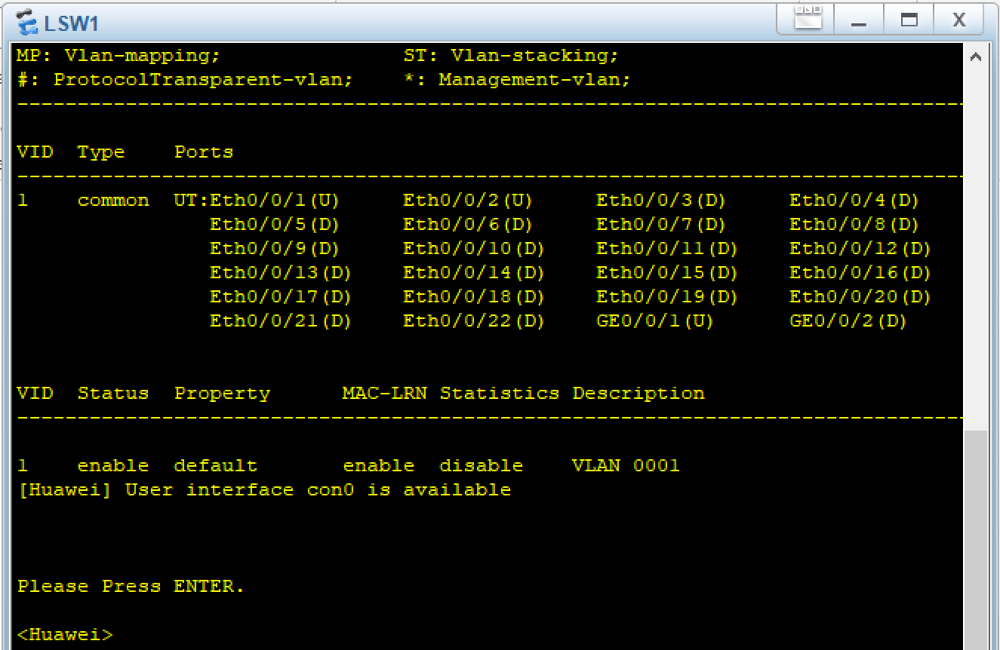 LSW1
MP: Vlan-mapping; ST: Vlan-stacking;
#: ProtocolTransparent-vlan; *: Management-vlan;
--------------------------------------------------------------------------------
VID Type Ports
--------------------------------------------------------------------------------
1 common UT:Eth0/0/1(U) Eth0/0/2(U) Eth0/0/3(D) Eth0/0/4(D)
Eth0/0/5(D) Eth0/0/6(D) Eth0/0/7(D) Eth0/0/8(D)
Eth0/0/9(D) Eth0/0/10(D) Eth0/0/11(D) Eth0/0/12(D)
Eth0/0/13(D) Eth0/0/14(D) Eth0/0/15(D) Eth0/0/16(D)
Eth0/0/17(D) Eth0/0/18(D) Eth0/0/19(D) Eth0/0/20(D)
Eth0/0/21(D) Eth0/0/22(D) GE0/0/1(U) GE0/0/2(D)
VID Status Property MAC-LRN Statistics Description
--------------------------------------------------------------------------------
1 enable default enable disable VLAN 0001
[Huawei] User interface con0 is available
Please Press ENTER.
<Huawei>